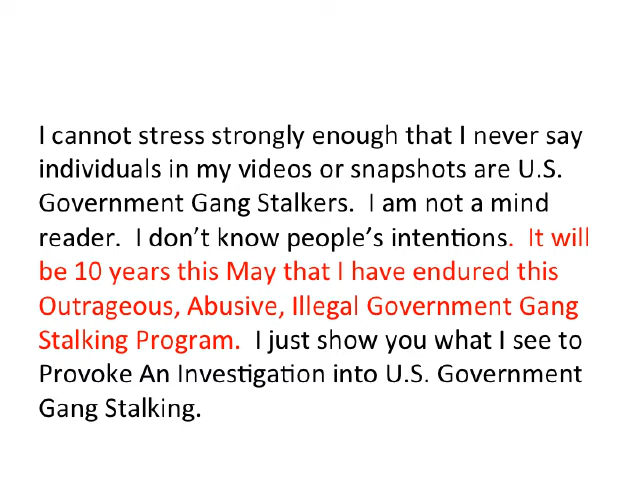 I cannot stress strongly enough that I never say
individuals in my videos or snapshots are U.S.
Government Gang Stalkers.  I am not a mind
reader.  I don’t know people’s intentions.  It will
be 10 years this May that I have endured this
Outrageous, Abusive, Illegal Government Gang
Stalking Program.  I just show you what I see to
Provoke An Investigation into U.S. Government
Gang Stalking.